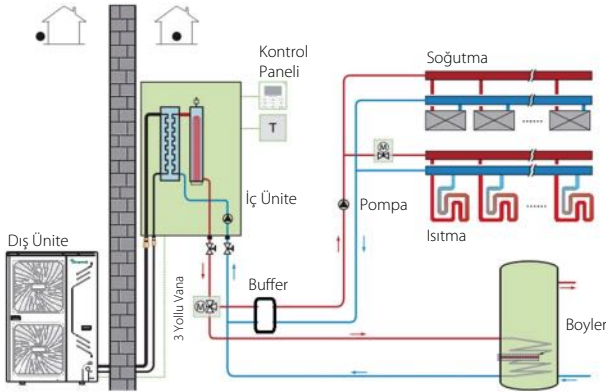 Kontrol
Paneli
T
Soğutma
M
İç Ünite
Pompa
Isıtma
Dış Ünite
3 Yollu Vana
M
Buffer
Boyler